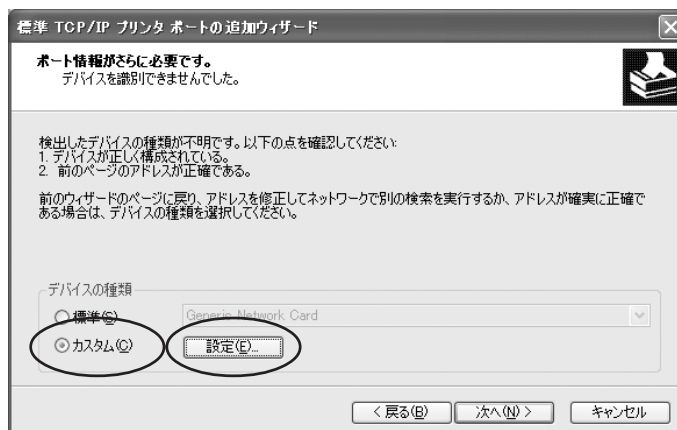 標準 TCP/IP プリンタ ポートの追加ウィザード
ポート情報がさらに必要です。
デバイスを識別できませんでした。
検出したデバイスの種類が不明です。以下の点を確認してください:
1. デバイスが正しく構成されている。
2. 前のページのアドレスが正確である。
前のウィザードのページに戻り、アドレスを修正してネットワークで別の検索を実行するか、アドレスが確実に正確で
ある場合は、デバイスの種類を選択してください。
デバイスの種類
標準(S)
Generic Network Card
カスタム(C)
設定(E)...
< 戻る(B)
次へ(N) >
キャンセル